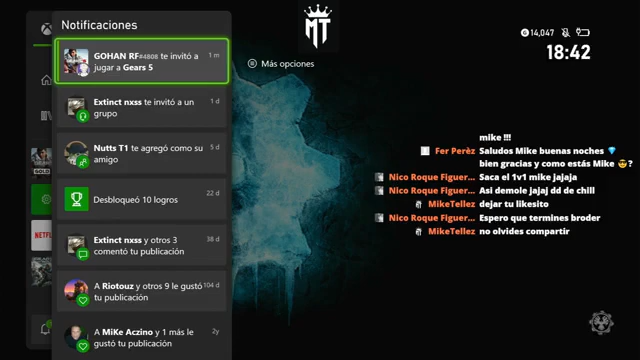 Notificaciones
GOHAN RF#4808 te invitó a
jugar a Gears 5
1 m
Extinct nxss te invitó a un
grupo
1 d
Nutts T1 te agregó como su
amigo
5 d
Desbloqueó 10 logros
22 d
Extinct nxss y otros 3
comentó tu publicación
38 d
A Riotouz y otros 9 le gustó
tu publicación
104 d
A MiKe Aczino y 1 más le
gustó tu publicación
2y
GOLD
NETFL
MT
Más opciones
G 14,047
18:42
mike !!!
Fer Perèz Saludos Mike buenas noches 💎
bien gracias y como estás Mike 😎?
Nico Roque Figuer... Saca el 1v1 mike jajaja
Nico Roque Figuer... Asi demole jajaj dd de chill
MikeTellez dejar tu likesito
Nico Roque Figuer... Espero que termines broder
MikeTellez no olvides compartir